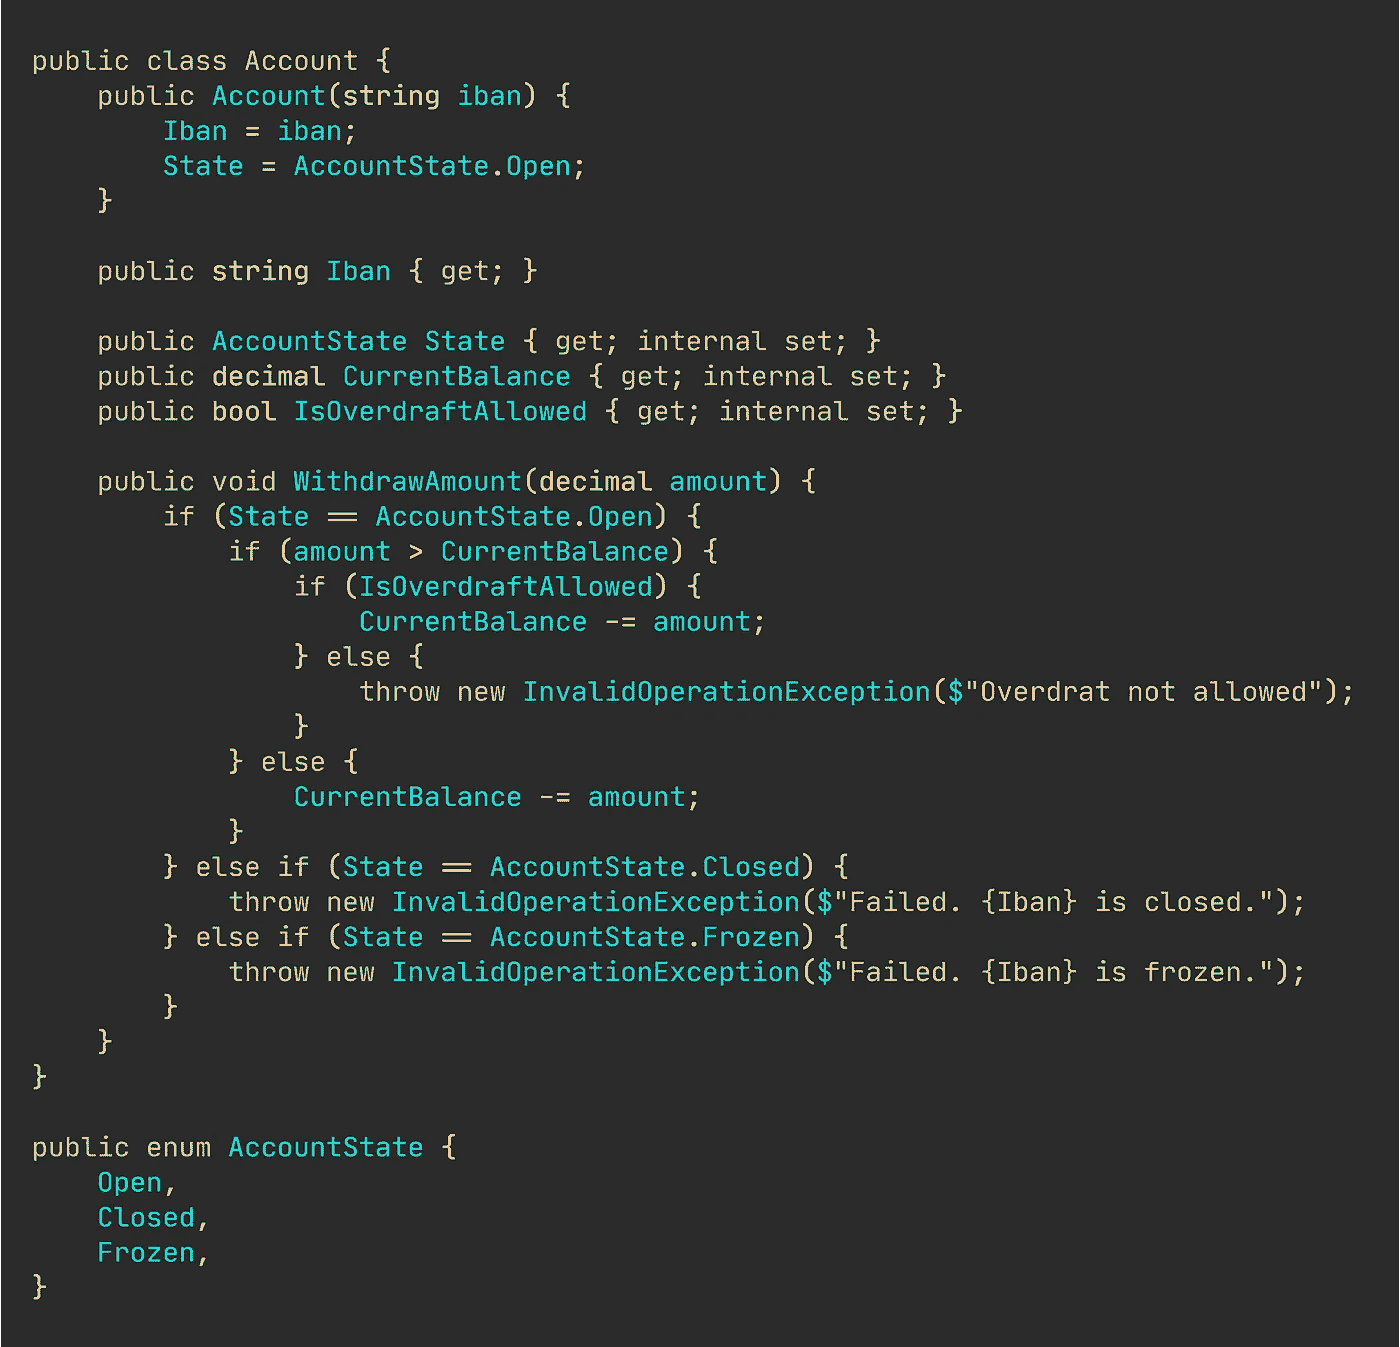 public class Account {
    public Account(string iban) {
        Iban = iban;
        State = AccountState.Open;
    }

    public string Iban { get; }

    public AccountState State { get; internal set; }
    public decimal CurrentBalance { get; internal set; }
    public bool IsOverdraftAllowed { get; internal set; }

    public void WithdrawAmount(decimal amount) {
        if (State == AccountState.Open) {
            if (amount > CurrentBalance) {
                if (IsOverdraftAllowed) {
                    CurrentBalance -= amount;
                } else {
                    throw new InvalidOperationException($"Overdrat not allowed");
                }
            } else {
                CurrentBalance -= amount;
            }
        } else if (State == AccountState.Closed) {
            throw new InvalidOperationException($"Failed. {Iban} is closed.");
        } else if (State == AccountState.Frozen) {
            throw new InvalidOperationException($"Failed. {Iban} is frozen.");
        }
    }
}

public enum AccountState {
    Open,
    Closed,
    Frozen,
}